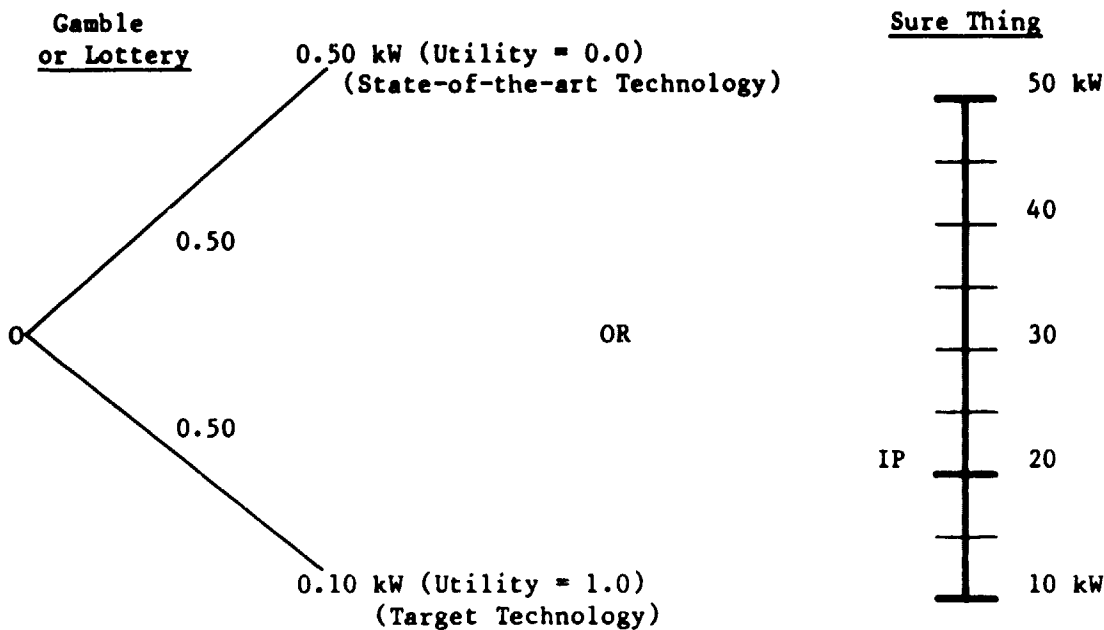 Gamble
or Lottery
0.50 kW (Utility = 0.0)
(State-of-the-art Technology)
0.50
O
0.50
0.10 kW (Utility = 1.0)
(Target Technology)
OR
Sure Thing
50 kW
40
30
IP
20
10 kW